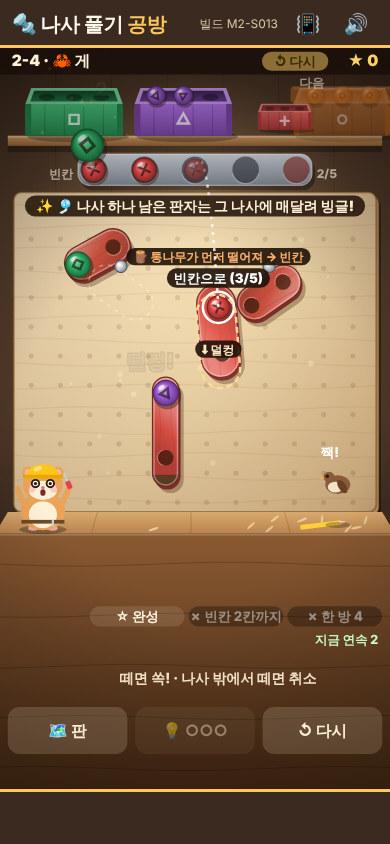 나사 풀기 공방
빌드 M2-S013
2-4 · 게
다시
★ 0
다음
빈칸
2/5
나사 하나 남은 판자는 그 나사에 매달려 빙글!
통나무가 먼저 떨어져 → 빈칸
빈칸으로 (3/5)
⬇덜컹
짹!
☆ 완성
× 빈칸 2칸까지
× 한 방 4
지금 연속 2
떼면 쏙! · 나사 밖에서 떼면 취소
판
다시